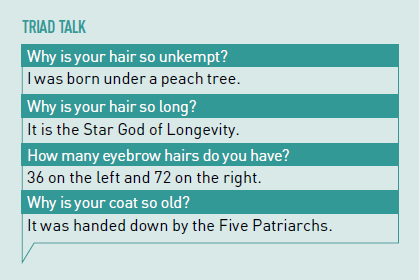 TRIAD TALK
Why is your hair so unkempt?
I was born under a peach tree.
Why is your hair so long?
It is the Star God of Longevity.
How many eyebrow hairs do you have?
36 on the left and 72 on the right.
Why is your coat so old?
It was handed down by the Five Patriarchs.